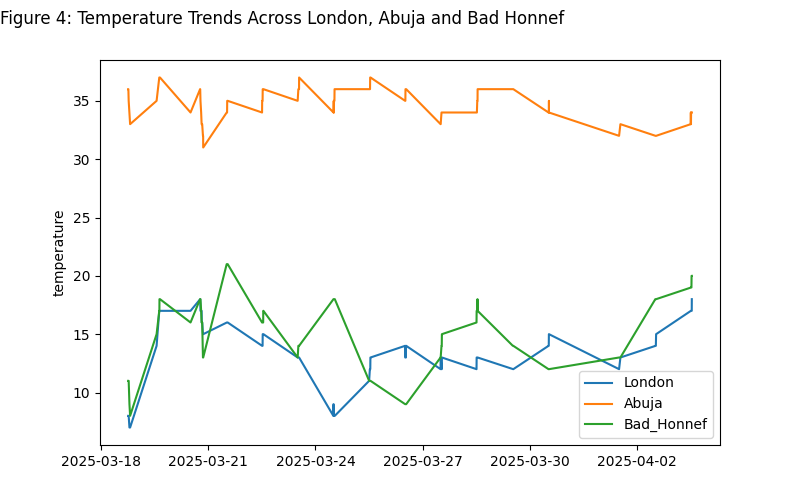 Figure 4: Temperature Trends Across London, Abuja and Bad Honnef
35
30
25
20
15
10
temperature
2025-03-18 2025-03-21 2025-03-24 2025-03-27 2025-03-30 2025-04-02
London
Abuja
Bad_Honnef